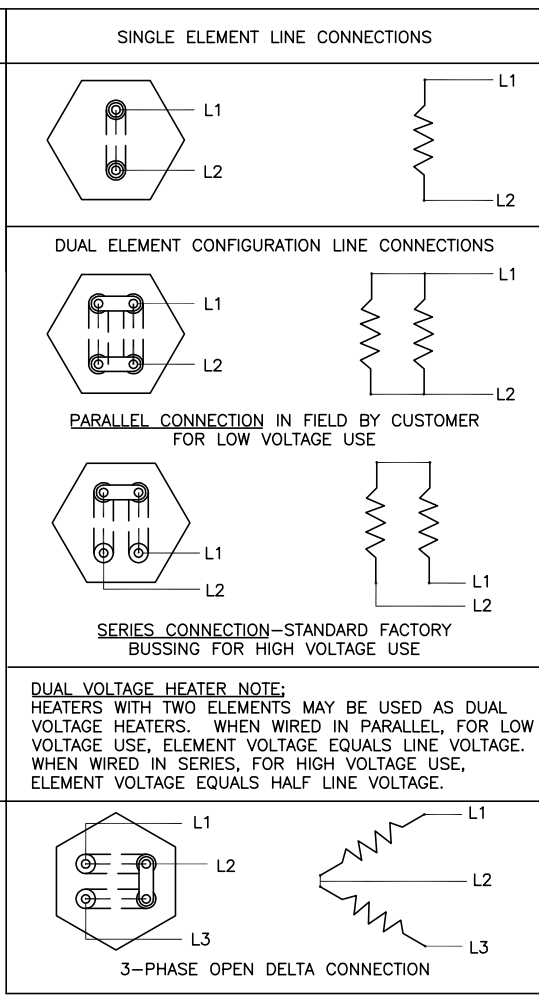 SINGLE ELEMENT LINE CONNECTIONS
L1
L1
L2
L2
DUAL ELEMENT CONFIGURATION LINE CONNECTIONS
L1
L1
L2
L2
PARALLEL CONNECTION IN FIELD BY CUSTOMER
FOR LOW VOLTAGE USE
L1
L1
L2
L2
SERIES CONNECTION–STANDARD FACTORY
BUSSING FOR HIGH VOLTAGE USE
DUAL VOLTAGE HEATER NOTE;
HEATERS WITH TWO ELEMENTS MAY BE USED AS DUAL
VOLTAGE HEATERS. WHEN WIRED IN PARALLEL, FOR LOW
VOLTAGE USE, ELEMENT VOLTAGE EQUALS LINE VOLTAGE.
WHEN WIRED IN SERIES, FOR HIGH VOLTAGE USE,
ELEMENT VOLTAGE EQUALS HALF LINE VOLTAGE.
L1
L1
L2
L2
L3
L3
3–PHASE OPEN DELTA CONNECTION